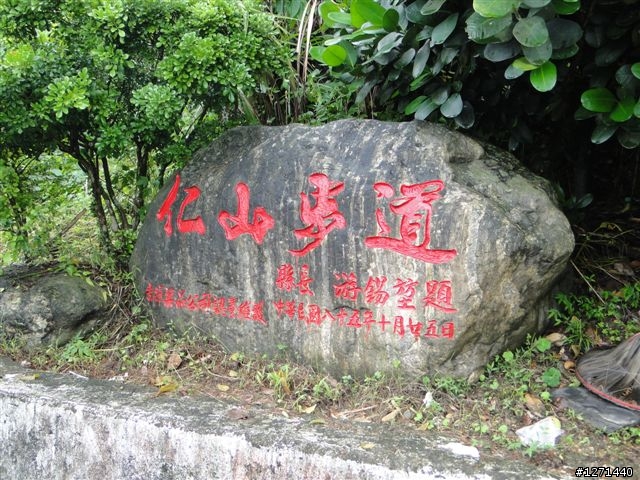 仁山步道
縣長 游錫堃題
中華民國八十五年十月廿五日
#1271440